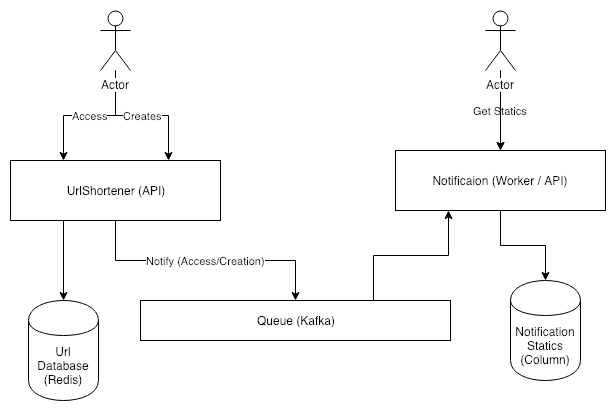 Actor
Actor
Access
Creates
Get Statics
UrlShortener (API)
Notificaion (Worker / API)
Notify (Access/Creation)
Queue (Kafka)
Url
Database
(Redis)
Notification
Statics
(Column)